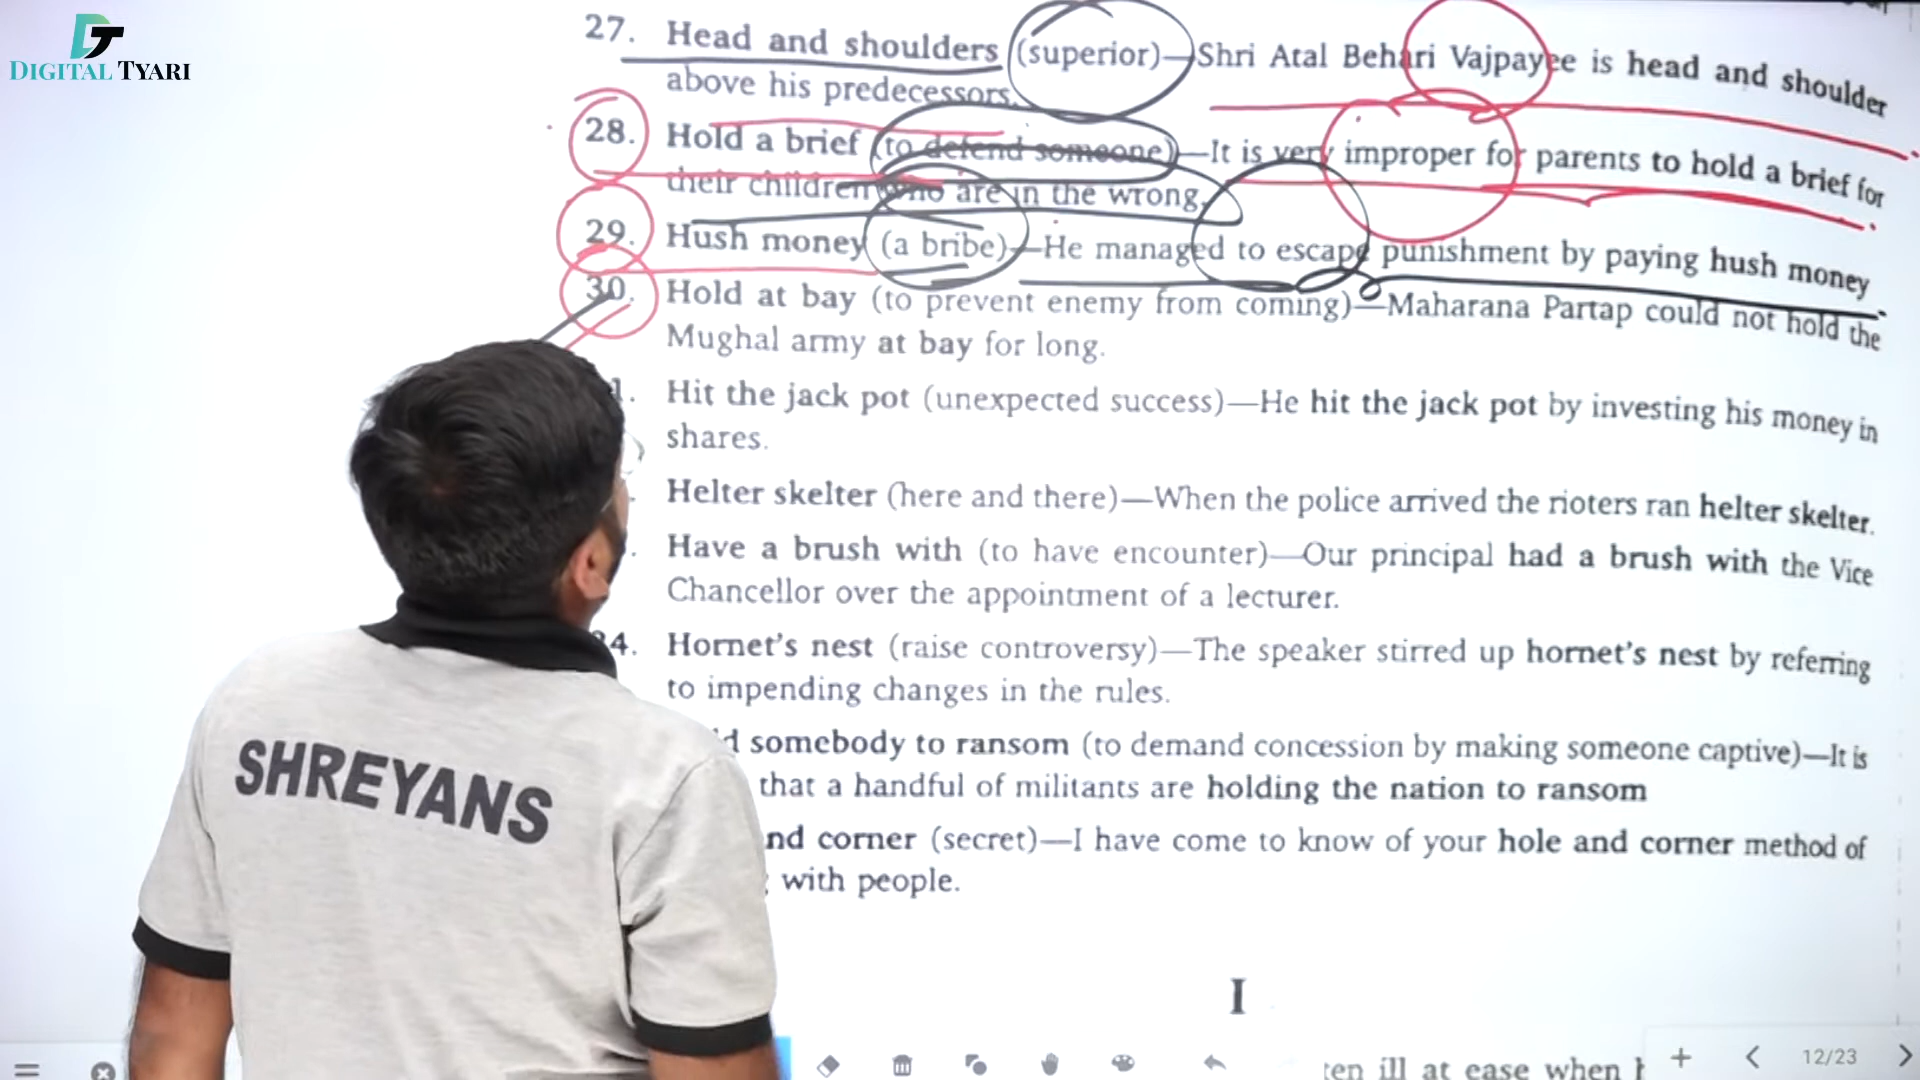 DIGITAL TYARI
27. Head and shoulders (superior)—Shri Atal Behari Vajpayee is head and shoulder
above his predecessors.
28. Hold a brief (to defend someone)—It is very improper for parents to hold a brief for
their children who are in the wrong.
29. Hush money (a bribe)—He managed to escape punishment by paying hush money
30. Hold at bay (to prevent enemy from coming)—Maharana Partap could not hold the
Mughal army at bay for long.
1. Hit the jack pot (unexpected success)—He hit the jack pot by investing his money in
shares.
. Helter skelter (here and there)—When the police arrived the rioters ran helter skelter.
. Have a brush with (to have encounter)—Our principal had a brush with the Vice
Chancellor over the appointment of a lecturer.
34. Hornet's nest (raise controversy)—The speaker stirred up hornet's nest by referring
to impending changes in the rules.
somebody to ransom (to demand concession by making someone captive)—It is
that a handful of militants are holding the nation to ransom
nd corner (secret)—I have come to know of your hole and corner method of
with people.
SHREYANS
I
ill at ease when
12/23